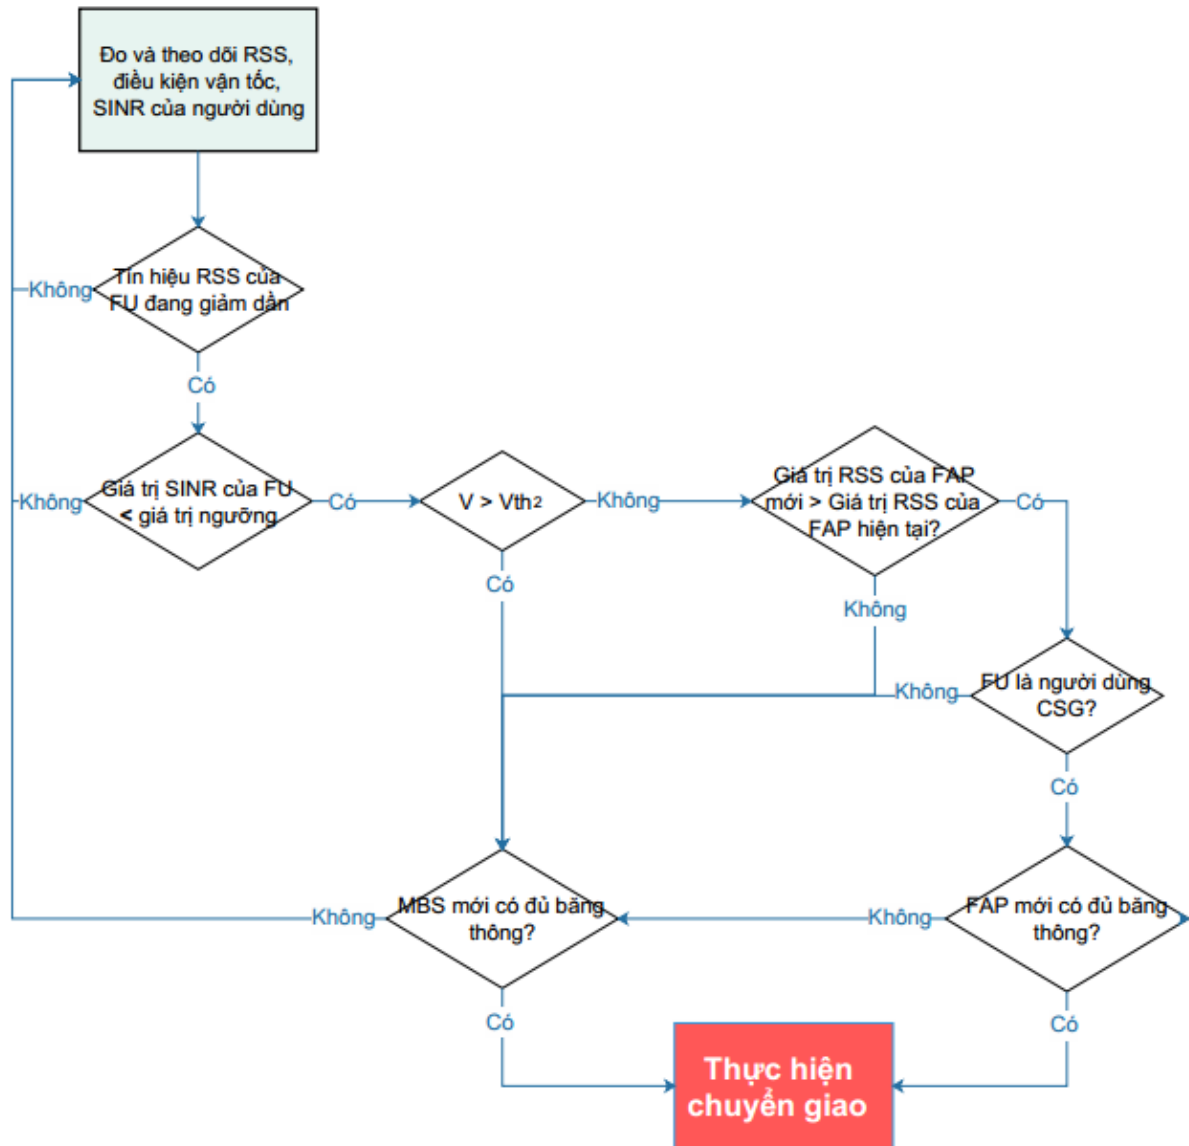 Đo và theo dõi RSS,
điều kiện vận tốc,
SINR của người dùng
Tín hiệu RSS của
FU đang giảm dần
Không
Có
Giá trị SINR của FU
< giá trị ngưỡng
Không
Có
V > Vth2
Không
Có
Giá trị RSS của FAP
mới > Giá trị RSS của
FAP hiện tại?
Có
Không
FU là người dùng
CSG?
Không
Có
MBS mới có đủ băng
thông?
Không
Có
FAP mới có đủ băng
thông?
Không
Có
Thực hiện
chuyển giao